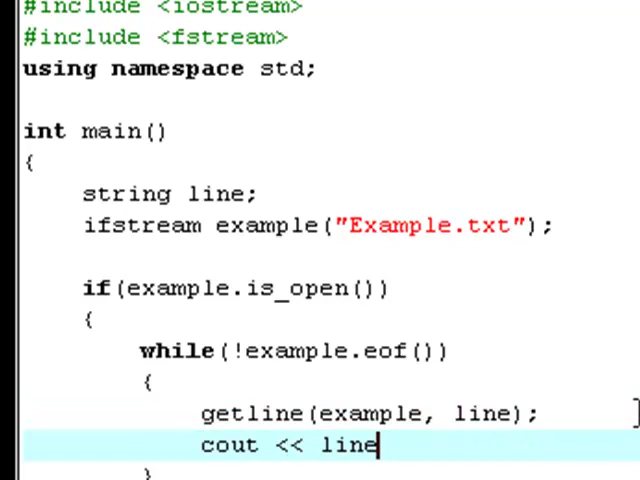 #include <iostream>
#include <fstream>
using namespace std;
int main()
{
string line;
ifstream example("Example.txt");
if(example.is_open())
{
while(!example.eof())
{
getline(example, line);
cout << line
}